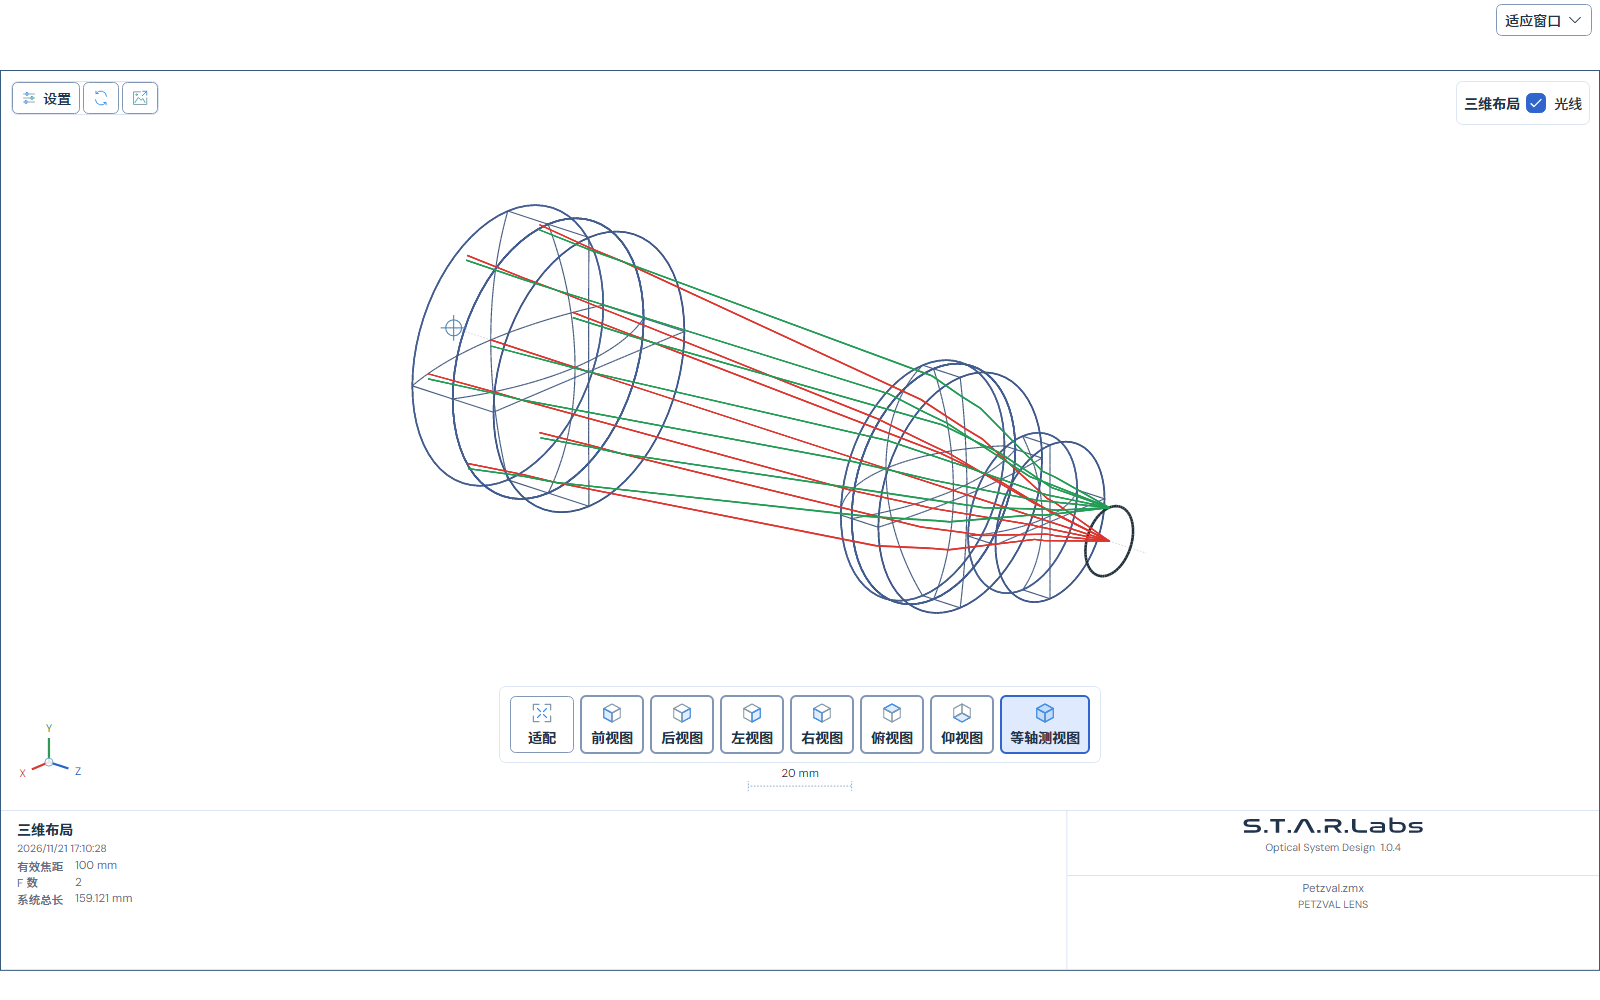 适应窗口
设置
三维布局 光线
适配 前视图 后视图 左视图 右视图 俯视图 仰视图 等轴测视图
20 mm
Y
X
Z
三维布局
2026/11/21 17:10:28
有效焦距 100 mm
F 数 2
系统总长 159.121 mm
S.T.A.R.Labs
Optical System Design 1.0.4
Petzval.zmx
PETZVAL LENS